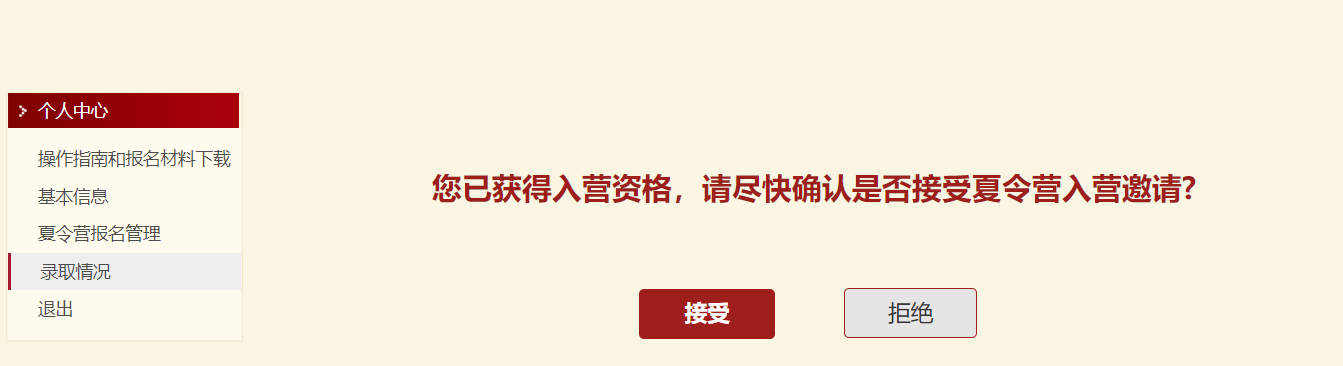 个人中心
操作指南和报名材料下载
基本信息
夏令营报名管理
录取情况
退出
您已获得入营资格，请尽快确认是否接受夏令营入营邀请?
接受
拒绝